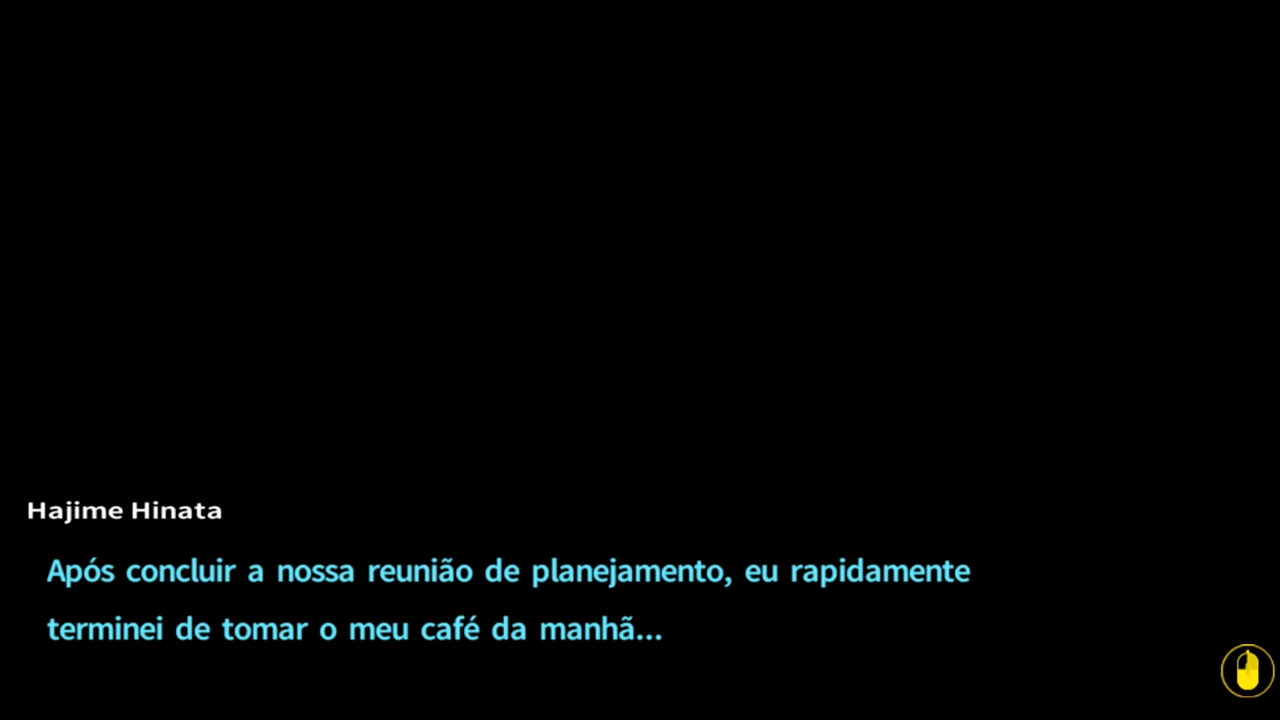 Hajime Hinata
Após concluir a nossa reunião de planejamento, eu rapidamente
terminei de tomar o meu café da manhã...